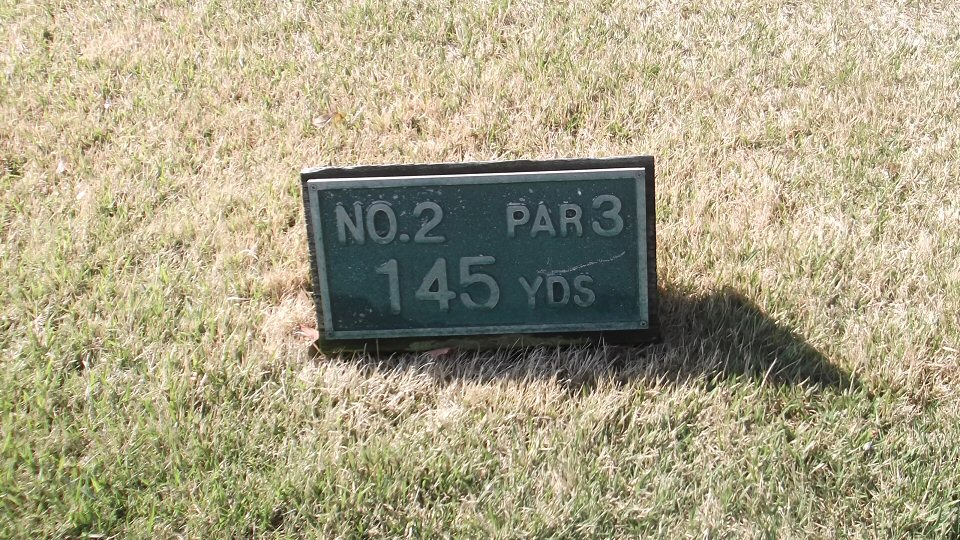 NO.2 PAR 3
145 YDS